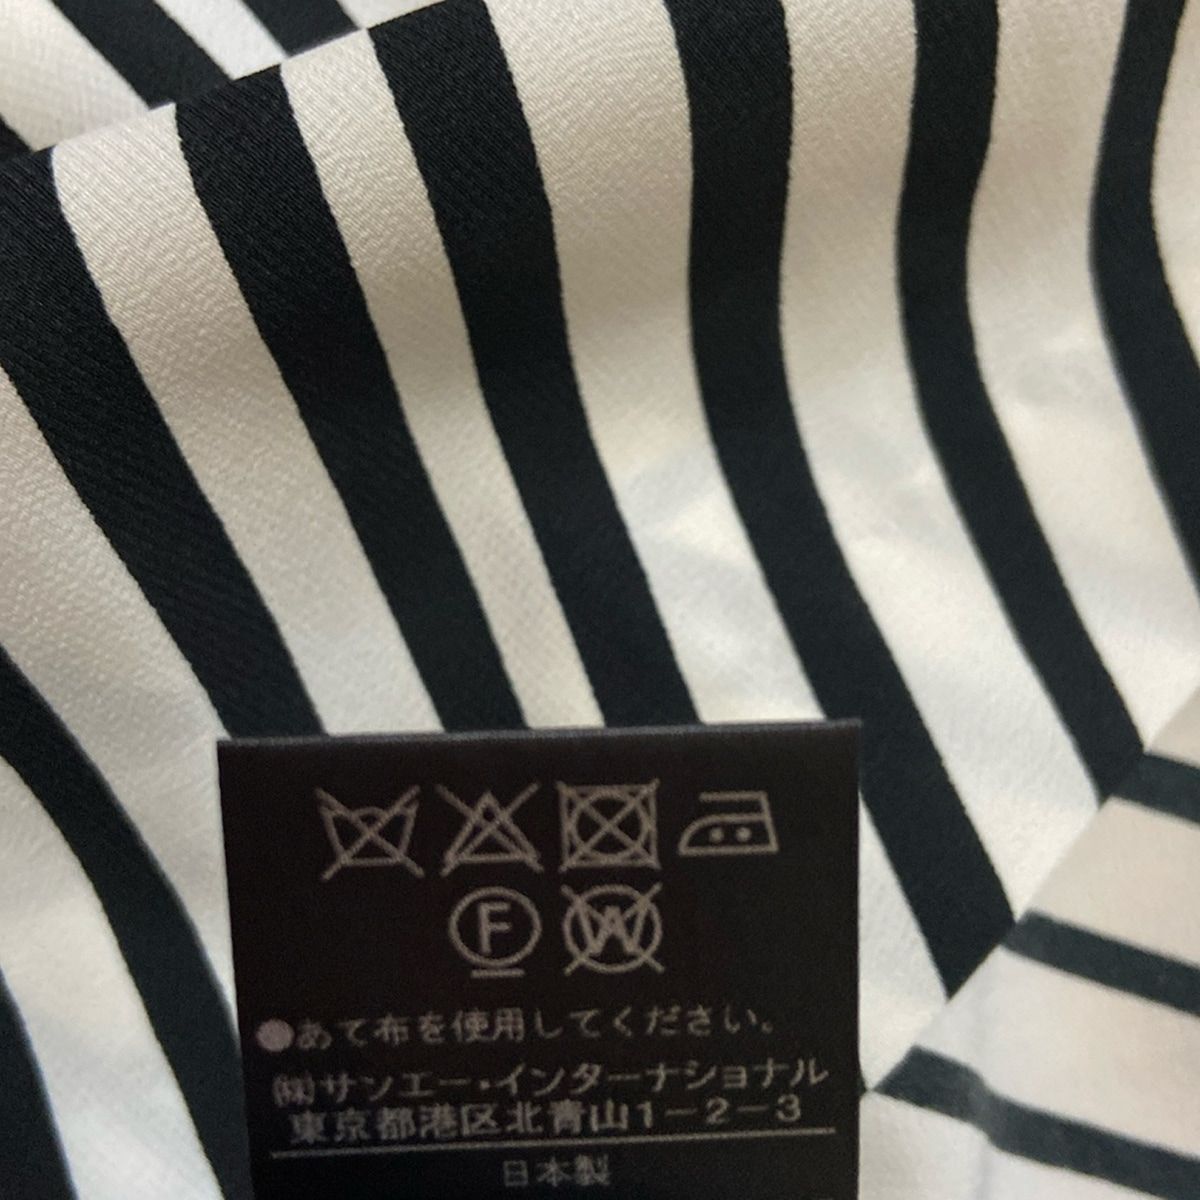 F W
●あて布を使用してください。
㈱サンエー・インターナショナル
東京都港区北青山1-2-3
日本製